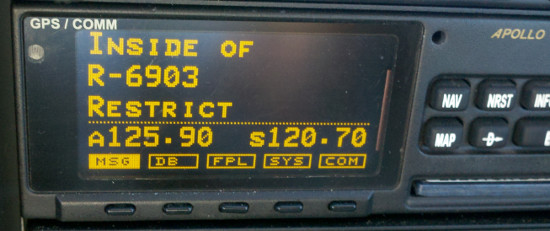 GPS / COMM
APOLLO
INSIDE OF
R-6903
RESTRICT
A125.90 S120.70
MSG DB FPL SYS COM
NAV NRST
MAP D